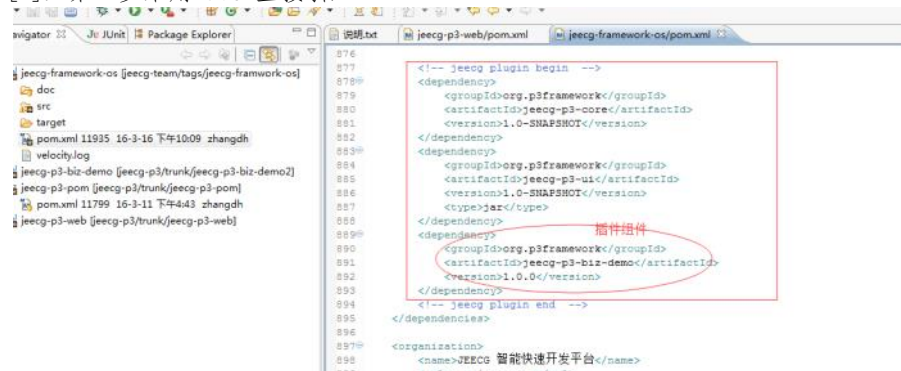 avigator
JUnit
Package Explorer
说明.txt
jeecg-p3-web/pom.xml
jeecg-framework-os/pom.xml
jeecg-framework-os [jeecg-team/tags/jeecg-framwork-os]
doc
src
target
pom.xml 11935 16-3-16 下午10:09 zhangdh
velocity.log
jeecg-p3-biz-demo [jeecg-p3/trunk/jeecg-p3-biz-demo2]
jeecg-p3-pom [jeecg-p3/trunk/jeecg-p3-pom]
pom.xml 11799 16-3-11 下午4:43 zhangdh
jeecg-p3-web [jeecg-p3/trunk/jeecg-p3-web]
876
877 <!-- jeecg plugin begin -->
878 <dependency>
879 <groupId>org.p3framework</groupId>
880 <artifactId>jeecg-p3-core</artifactId>
881 <version>1.0-SNAPSHOT</version>
882 </dependency>
883 <dependency>
884 <groupId>org.p3framework</groupId>
885 <artifactId>jeecg-p3-ui</artifactId>
886 <version>1.0-SNAPSHOT</version>
887 <type>jar</type>
888 </dependency>
插件组件
889 <dependency>
890 <groupId>org.p3framework</groupId>
891 <artifactId>jeecg-p3-biz-demo</artifactId>
892 <version>1.0.0</version>
893 </dependency>
894 <!-- jeecg plugin end -->
895 </dependencies>
896
897 <organization>
898 <name>JEECG 智能快速开发平台</name>